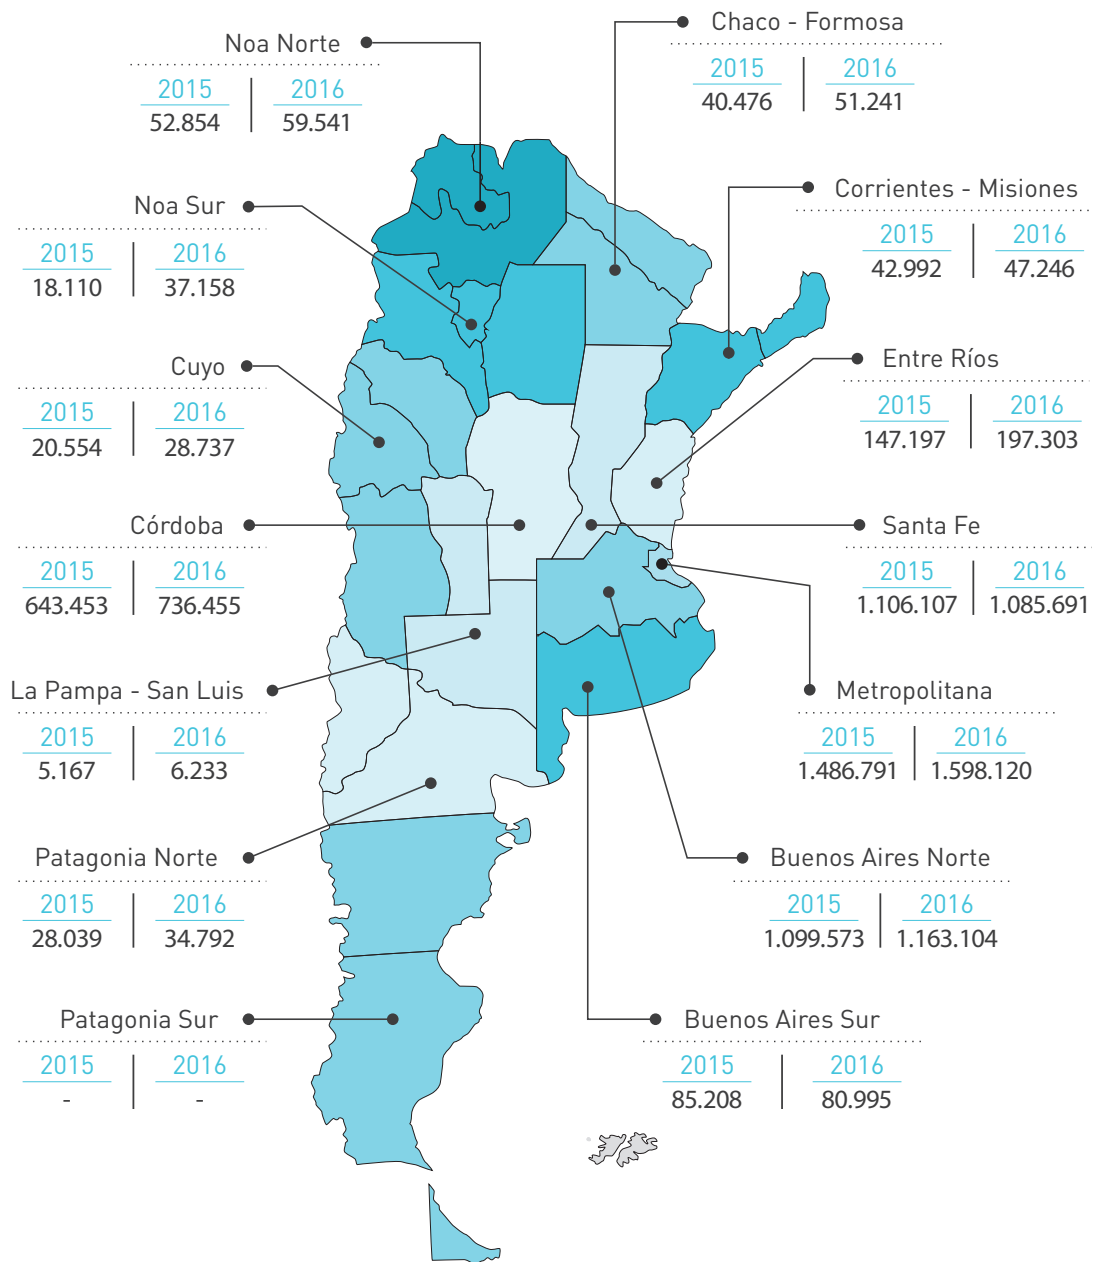 Noa Norte
2015 2016
52.854 59.541
Chaco - Formosa
2015 2016
40.476 51.241
Noa Sur
2015 2016
18.110 37.158
Corrientes - Misiones
2015 2016
42.992 47.246
Cuyo
2015 2016
20.554 28.737
Entre Ríos
2015 2016
147.197 197.303
Córdoba
2015 2016
643.453 736.455
Santa Fe
2015 2016
1.106.107 1.085.691
La Pampa - San Luis
2015 2016
5.167 6.233
Metropolitana
2015 2016
1.486.791 1.598.120
Patagonia Norte
2015 2016
28.039 34.792
Buenos Aires Norte
2015 2016
1.099.573 1.163.104
Patagonia Sur
2015 2016
- -
Buenos Aires Sur
2015 2016
85.208 80.995